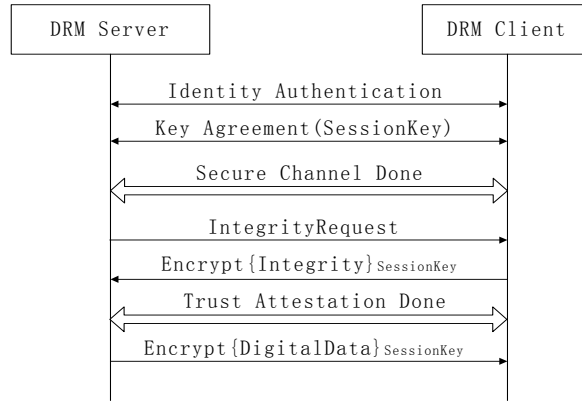 DRM Server
DRM Client
Identity Authentication
Key Agreement(SessionKey)
Secure Channel Done
IntegrityRequest
Encrypt{Integrity}SessionKey
Trust Attestation Done
Encrypt{DigitalData}SessionKey